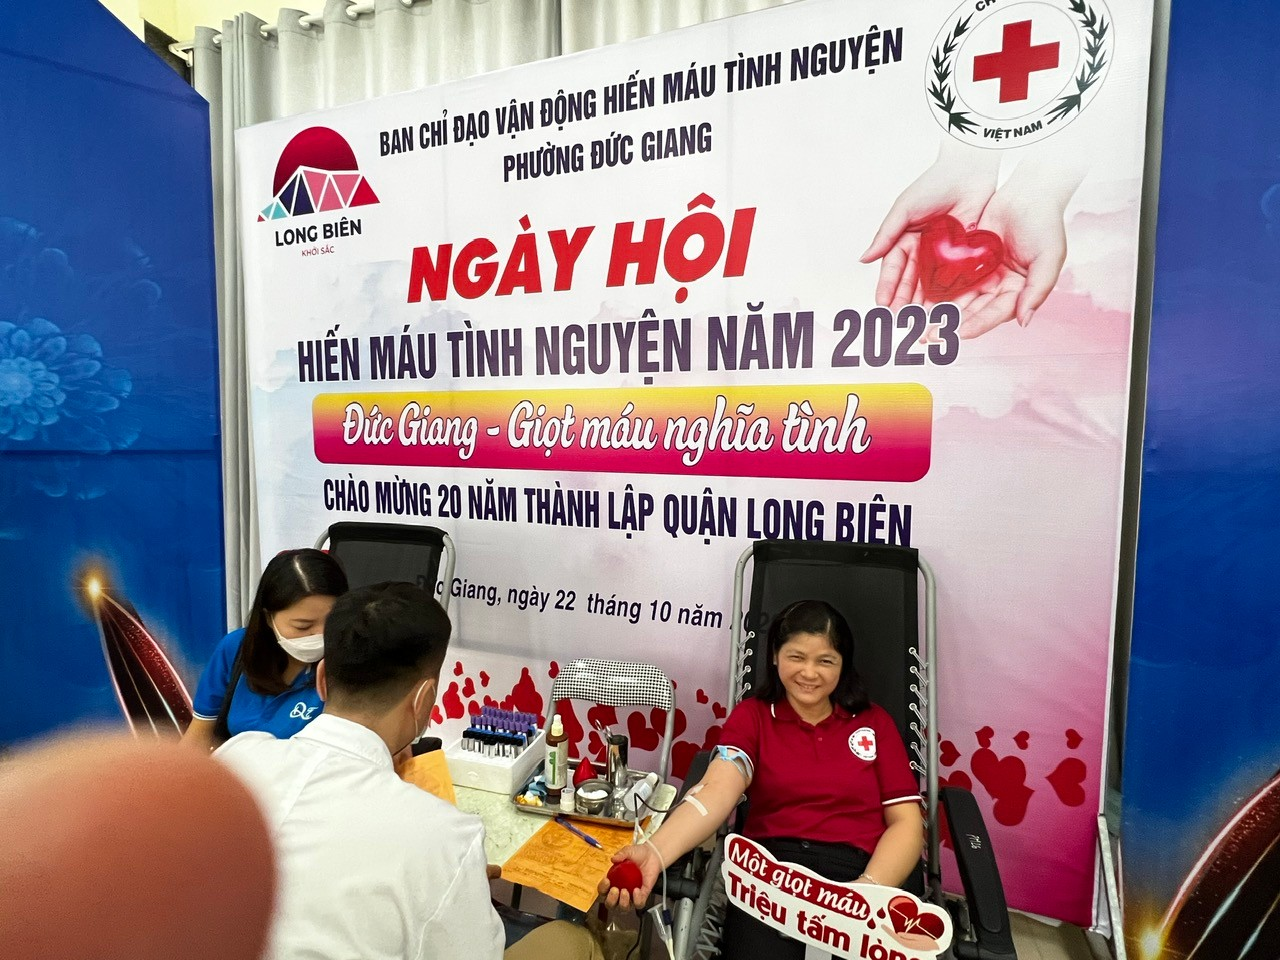 BAN CHỈ ĐẠO VẬN ĐỘNG HIẾN MÁU TÌNH NGUYỆN
PHƯỜNG ĐỨC GIANG
LONG BIÊN
KHỞI SẮC
VIỆT NAM
NGÀY HỘI
HIẾN MÁU TÌNH NGUYỆN NĂM 2023
Đức Giang - Giọt máu nghĩa tình
CHÀO MỪNG 20 NĂM THÀNH LẬP QUẬN LONG BIÊN
Giang, ngày 22 tháng 10 năm
Một giọt máu
Triệu tấm lòng